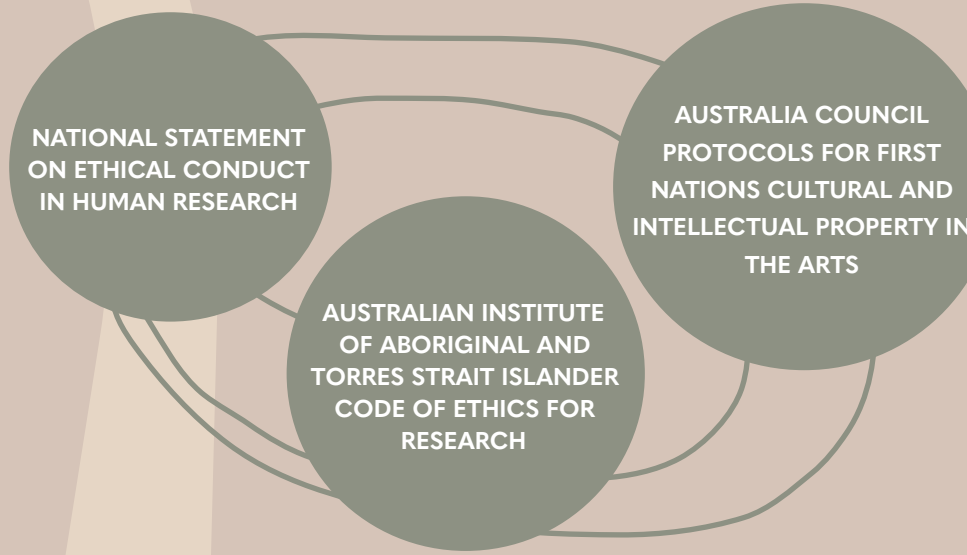 NATIONAL STATEMENT
ON ETHICAL CONDUCT
IN HUMAN RESEARCH
AUSTRALIA COUNCIL
PROTOCOLS FOR FIRST
NATIONS CULTURAL AND
INTELLECTUAL PROPERTY IN
THE ARTS
AUSTRALIAN INSTITUTE
OF ABORIGINAL AND
TORRES STRAIT ISLANDER
CODE OF ETHICS FOR
RESEARCH